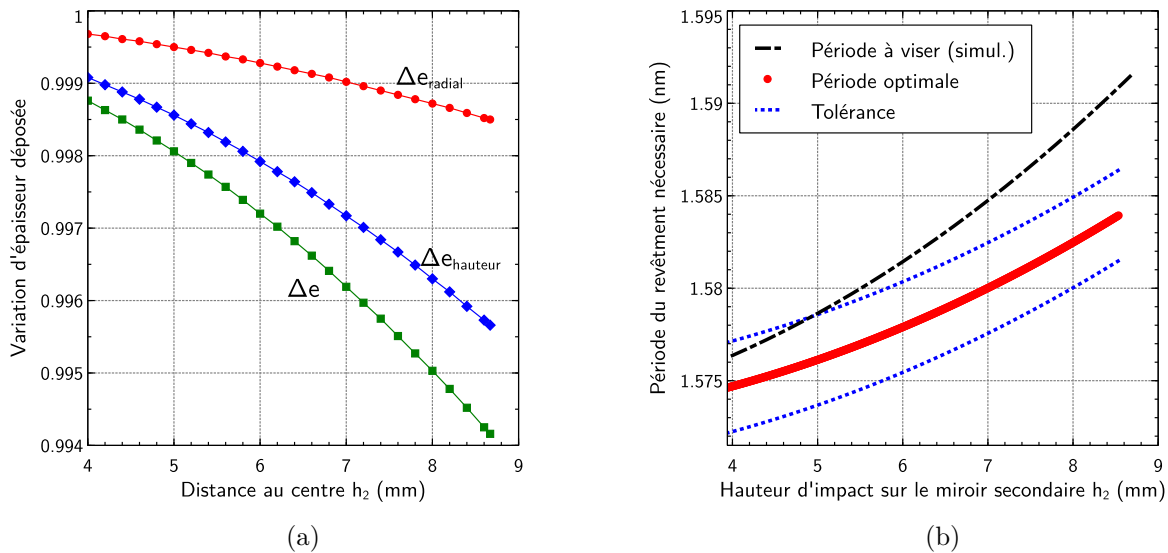 1
0.999
0.998
0.997
0.996
0.995
0.994
4 5 6 7 8 9
Variation d'épaisseur déposée
Distance au centre h₂ (mm)
Δe_radial
Δe_hauteur
Δe
(a)
1.595
1.59
1.585
1.58
1.575
4 5 6 7 8 9
Période du revêtement nécessaire (nm)
Hauteur d'impact sur le miroir secondaire h₂ (mm)
Période à viser (simul.)
Période optimale
Tolérance
(b)